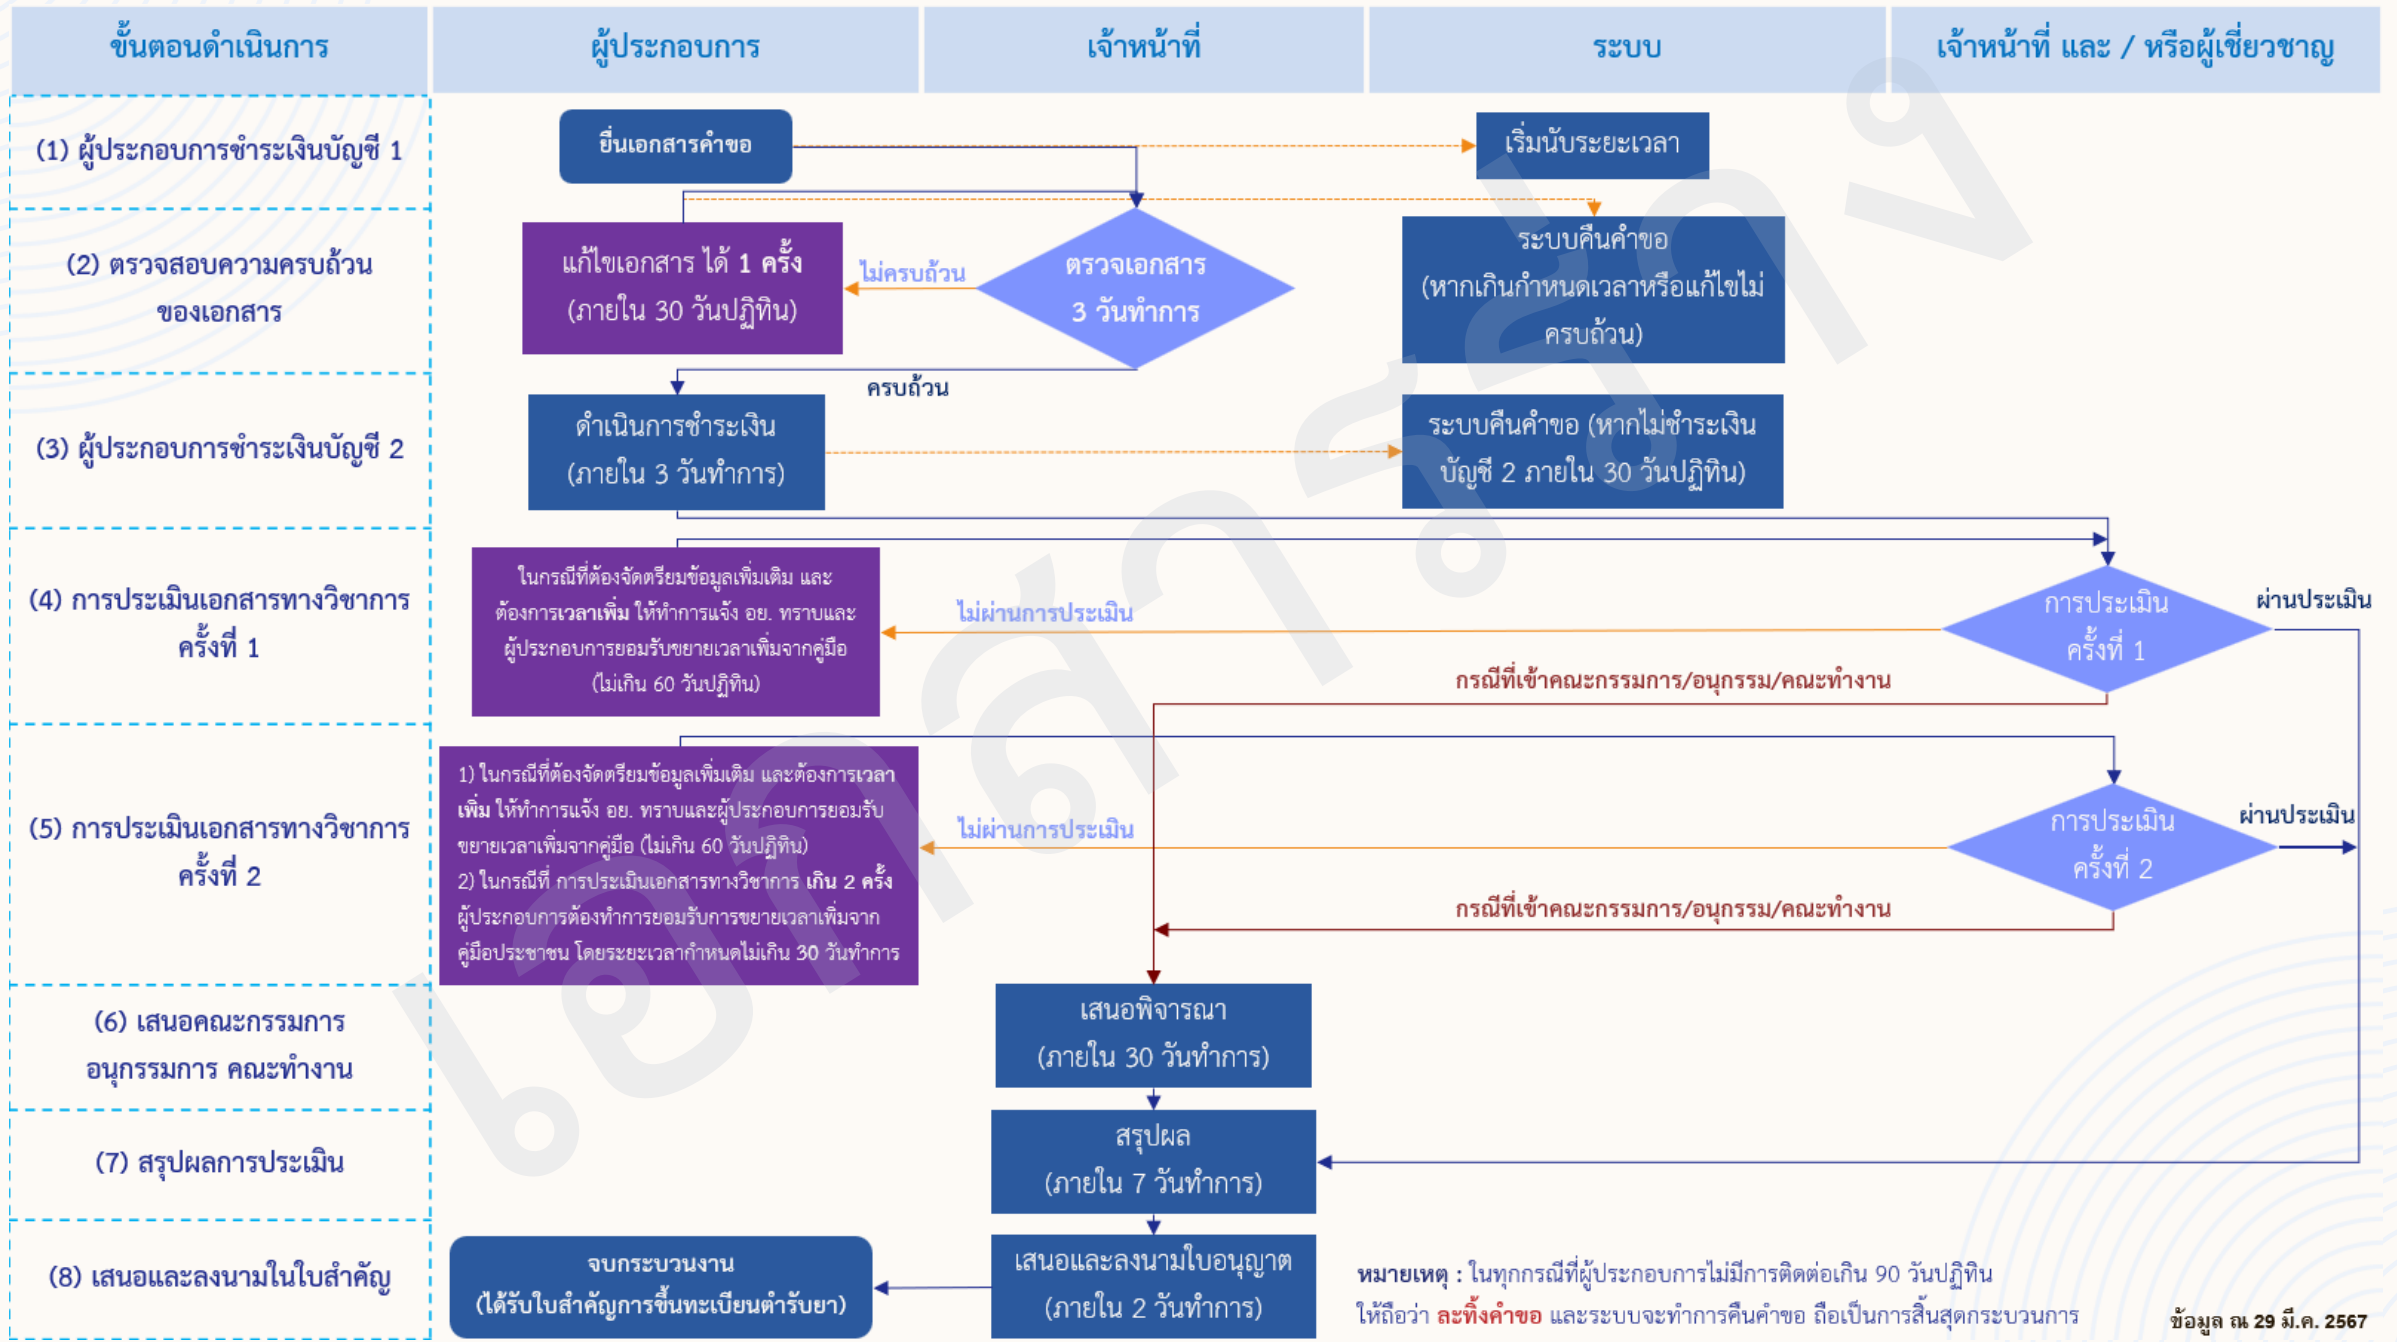 ขั้นตอนดำเนินการ
ผู้ประกอบการ
เจ้าหน้าที่
ระบบ
เจ้าหน้าที่ และ / หรือผู้เชี่ยวชาญ
(1) ผู้ประกอบการชำระเงินบัญชี 1
ยื่นเอกสารคำขอ
เริ่มนับระยะเวลา
(2) ตรวจสอบความครบถ้วน
ของเอกสาร
แก้ไขเอกสาร ได้ 1 ครั้ง
(ภายใน 30 วันปฏิทิน)
ไม่ครบถ้วน
ตรวจเอกสาร
3 วันทำการ
ระบบคืนคำขอ
(หากเกินกำหนดเวลาหรือแก้ไขไม่
ครบถ้วน)
ครบถ้วน
(3) ผู้ประกอบการชำระเงินบัญชี 2
ดำเนินการชำระเงิน
(ภายใน 3 วันทำการ)
ระบบคืนคำขอ (หากไม่ชำระเงิน
บัญชี 2 ภายใน 30 วันปฏิทิน)
(4) การประเมินเอกสารทางวิชาการ
ครั้งที่ 1
ในกรณีที่ต้องจัดตรียมข้อมูลเพิ่มเติม และ
ต้องการเวลาเพิ่ม ให้ทำการแจ้ง อย. ทราบและ
ผู้ประกอบการยอมรับขยายเวลาเพิ่มจากคู่มือ
(ไม่เกิน 60 วันปฏิทิน)
ไม่ผ่านการประเมิน
การประเมิน
ครั้งที่ 1
ผ่านประเมิน
กรณีที่เข้าคณะกรรมการ/อนุกรรม/คณะทำงาน
(5) การประเมินเอกสารทางวิชาการ
ครั้งที่ 2
1) ในกรณีที่ต้องจัดตรียมข้อมูลเพิ่มเติม และต้องการเวลา
เพิ่ม ให้ทำการแจ้ง อย. ทราบและผู้ประกอบการยอมรับ
ขยายเวลาเพิ่มจากคู่มือ (ไม่เกิน 60 วันปฏิทิน)
2) ในกรณีที่ การประเมินเอกสารทางวิชาการ เกิน 2 ครั้ง
ผู้ประกอบการต้องทำการยอมรับการขยายเวลาเพิ่มจาก
คู่มือประชาชน โดยระยะเวลากำหนดไม่เกิน 30 วันทำการ
ไม่ผ่านการประเมิน
การประเมิน
ครั้งที่ 2
ผ่านประเมิน
กรณีที่เข้าคณะกรรมการ/อนุกรรม/คณะทำงาน
(6) เสนอคณะกรรมการ
อนุกรรมการ คณะทำงาน
เสนอพิจารณา
(ภายใน 30 วันทำการ)
(7) สรุปผลการประเมิน
สรุปผล
(ภายใน 7 วันทำการ)
(8) เสนอและลงนามในใบสำคัญ
จบกระบวนงาน
(ได้รับใบสำคัญการขึ้นทะเบียนตำรับยา)
เสนอและลงนามใบอนุญาต
(ภายใน 2 วันทำการ)
หมายเหตุ : ในทุกกรณีที่ผู้ประกอบการไม่มีการติดต่อเกิน 90 วันปฏิทิน
ให้ถือว่า ละทิ้งคำขอ และระบบจะทำการคืนคำขอ ถือเป็นการสิ้นสุดกระบวนการ
ข้อมูล ณ 29 มี.ค. 2567
เอกสารร่าง